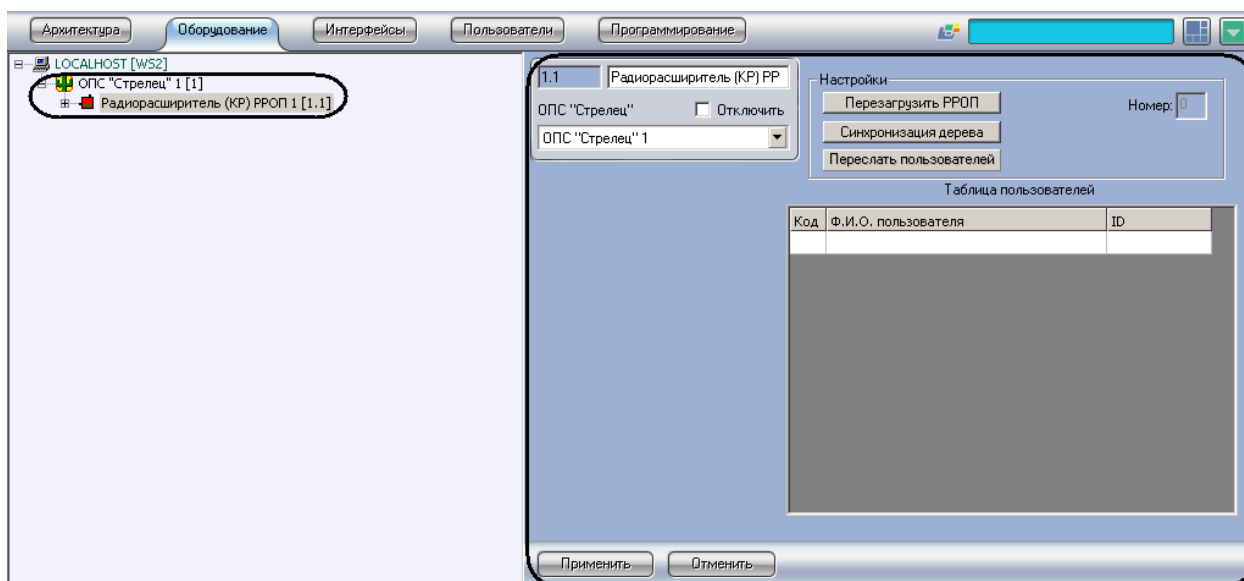 Архитектура Оборудование Интерфейсы Пользователи Программирование
LOCALHOST [WS2]
ОПС "Стрелец" 1 [1]
Радиорасширитель (КР) РРОП 1 [1.1]
1.1 Радиорасширитель (КР) РР
ОПС "Стрелец" Отключить
ОПС "Стрелец" 1
Настройки
Перезагрузить РРОП Номер: 0
Синхронизация дерева
Переслать пользователей
Таблица пользователей
Код Ф.И.О. пользователя ID
Применить Отменить